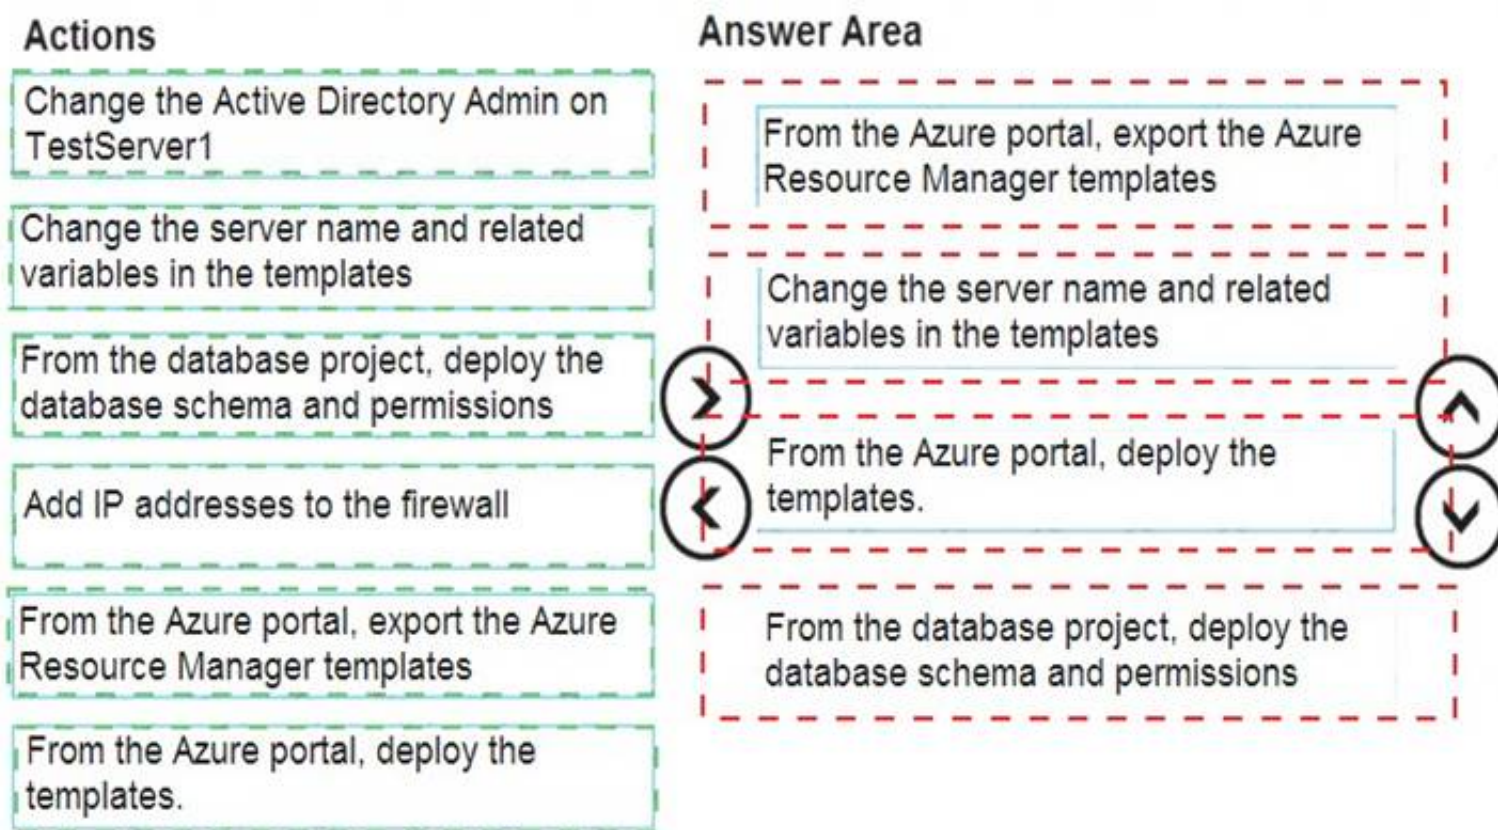 Actions
Change the Active Directory Admin on
TestServer1
Change the server name and related
variables in the templates
From the database project, deploy the
database schema and permissions
Add IP addresses to the firewall
From the Azure portal, export the Azure
Resource Manager templates
From the Azure portal, deploy the
templates.
Answer Area
From the Azure portal, export the Azure
Resource Manager templates
Change the server name and related
variables in the templates
From the Azure portal, deploy the
templates.
From the database project, deploy the
database schema and permissions